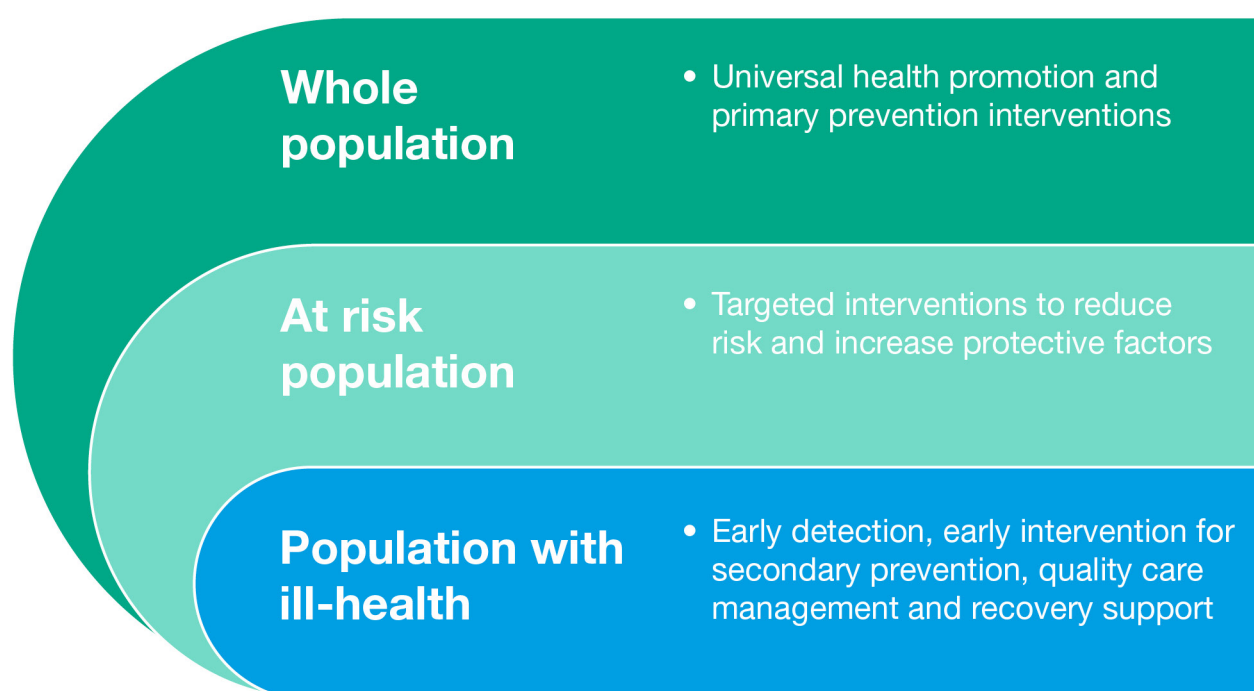 Whole
population
• Universal health promotion and
primary prevention interventions
At risk
population
• Targeted interventions to reduce
risk and increase protective factors
Population with
ill-health
• Early detection, early intervention for
secondary prevention, quality care
management and recovery support